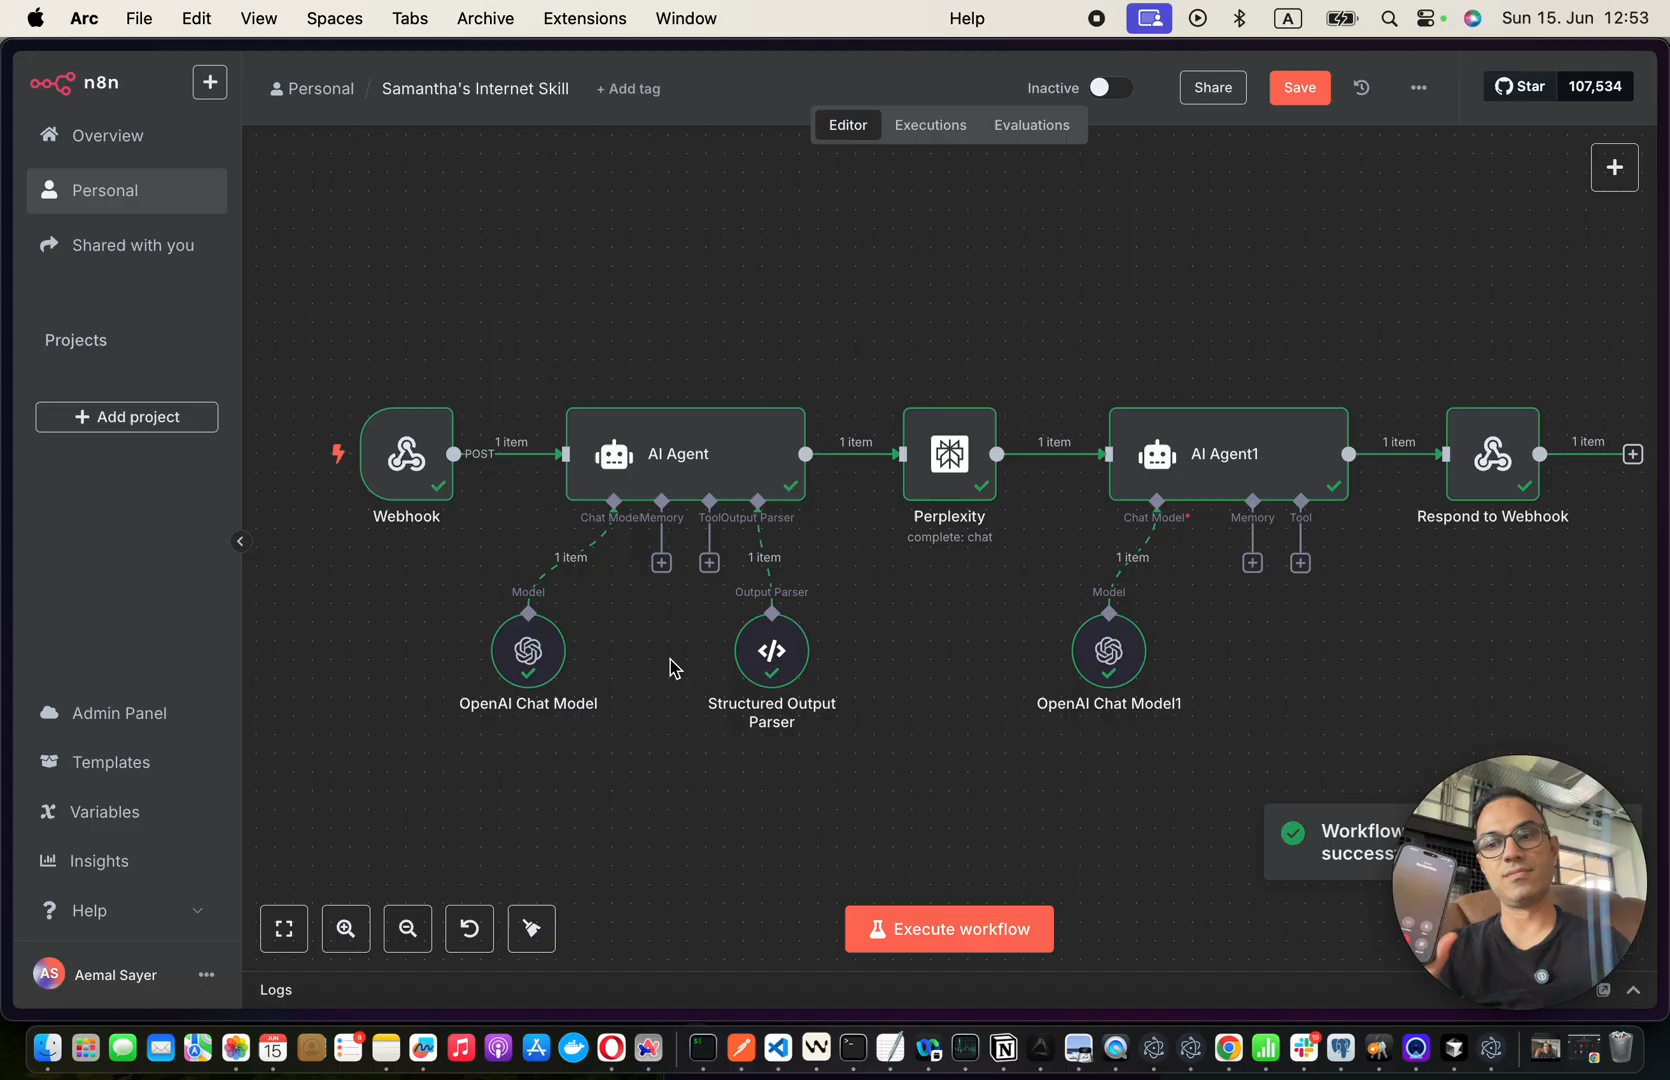 Arc File Edit View Spaces Tabs Archive Extensions Window Help A Sun 15. Jun 12:53
n8n
Personal / Samantha's Internet Skill + Add tag Inactive Share Save Star 107,534
Editor Executions Evaluations
Overview
Personal
Shared with you
Projects
Add project
POST 1 item AI Agent 1 item 1 item AI Agent1 1 item 1 item
Webhook Perplexity Respond to Webhook
complete: chat
Chat Model Memory Tool Output Parser Chat Model* Memory Tool
1 item 1 item 1 item
Model Output Parser Model
OpenAI Chat Model Structured Output OpenAI Chat Model1
Parser
Admin Panel
Templates
Variables
Insights
Help
Workflow
success
Execute workflow
AS Aemal Sayer
Logs
JUN
15
8